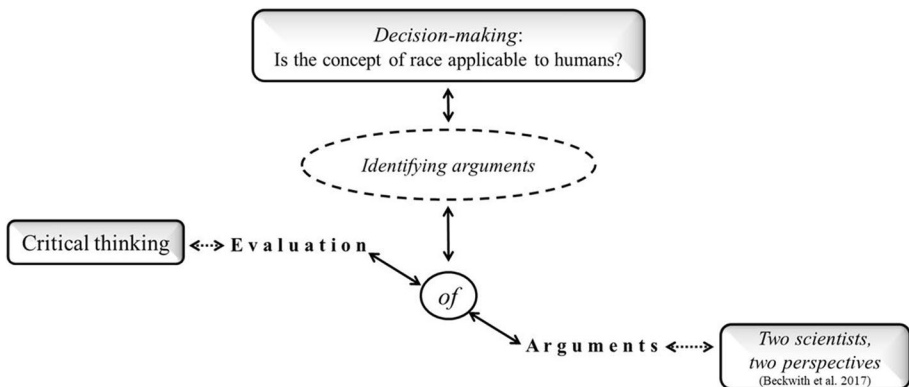 Decision-making:
Is the concept of race applicable to humans?
Identifying arguments
Critical thinking
Evaluation
of
Arguments
Two scientists,
two perspectives
(Beckwith et al. 2017)